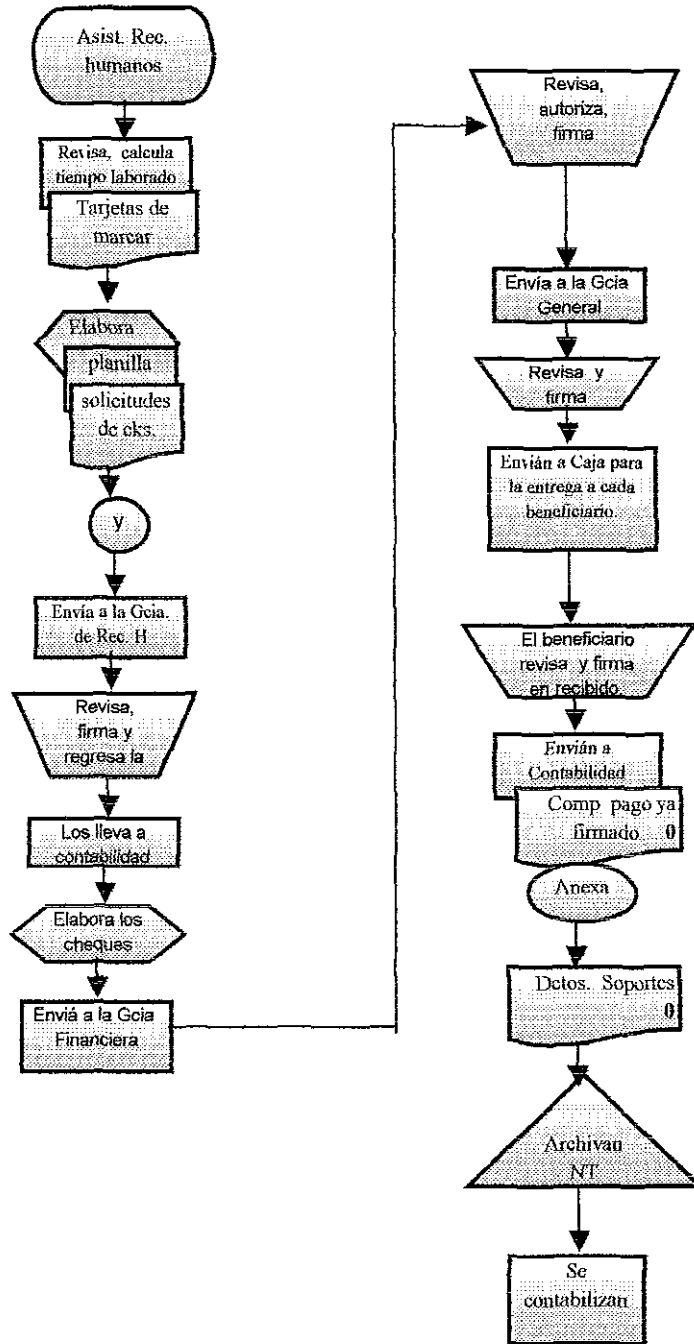 Asist. Rec.
humanos
Revisa, calcula
tiempo laborado
Tarjetas de
marcar
Elabora
planilla
solicitudes
de cks.
y
Envía a la Gcia.
de Rec. H
Revisa,
firma y
regresa la
Los lleva a
contabilidad
Elabora los
cheques
Enviá a la Gcia
Financiera
Revisa,
autoriza,
firma
Envía a la Gcia
General
Revisa y
firma
Envián a Caja para
la entrega a cada
beneficiario.
El beneficiario
revisa y firma
en recibido.
Envián a
Contabilidad
Comp pago ya
firmado 0
Anexa
Dctos. Soportes
0
Archivan
NT
Se
contabilizan